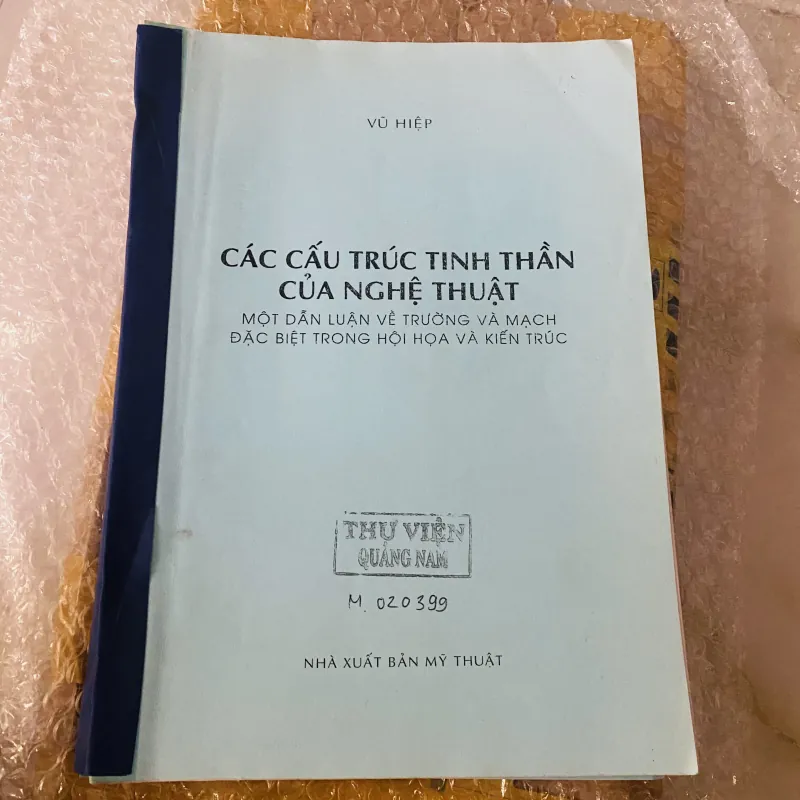 VŨ HIỆP
CÁC CẤU TRÚC TINH THẦN
CỦA NGHỆ THUẬT
MỘT DẪN LUẬN VỀ TRƯỜNG VÀ MẠCH
ĐẶC BIỆT TRONG HỘI HỌA VÀ KIẾN TRÚC
THƯ VIỆN
QUẢNG NAM
M. 020399
NHÀ XUẤT BẢN MỸ THUẬT